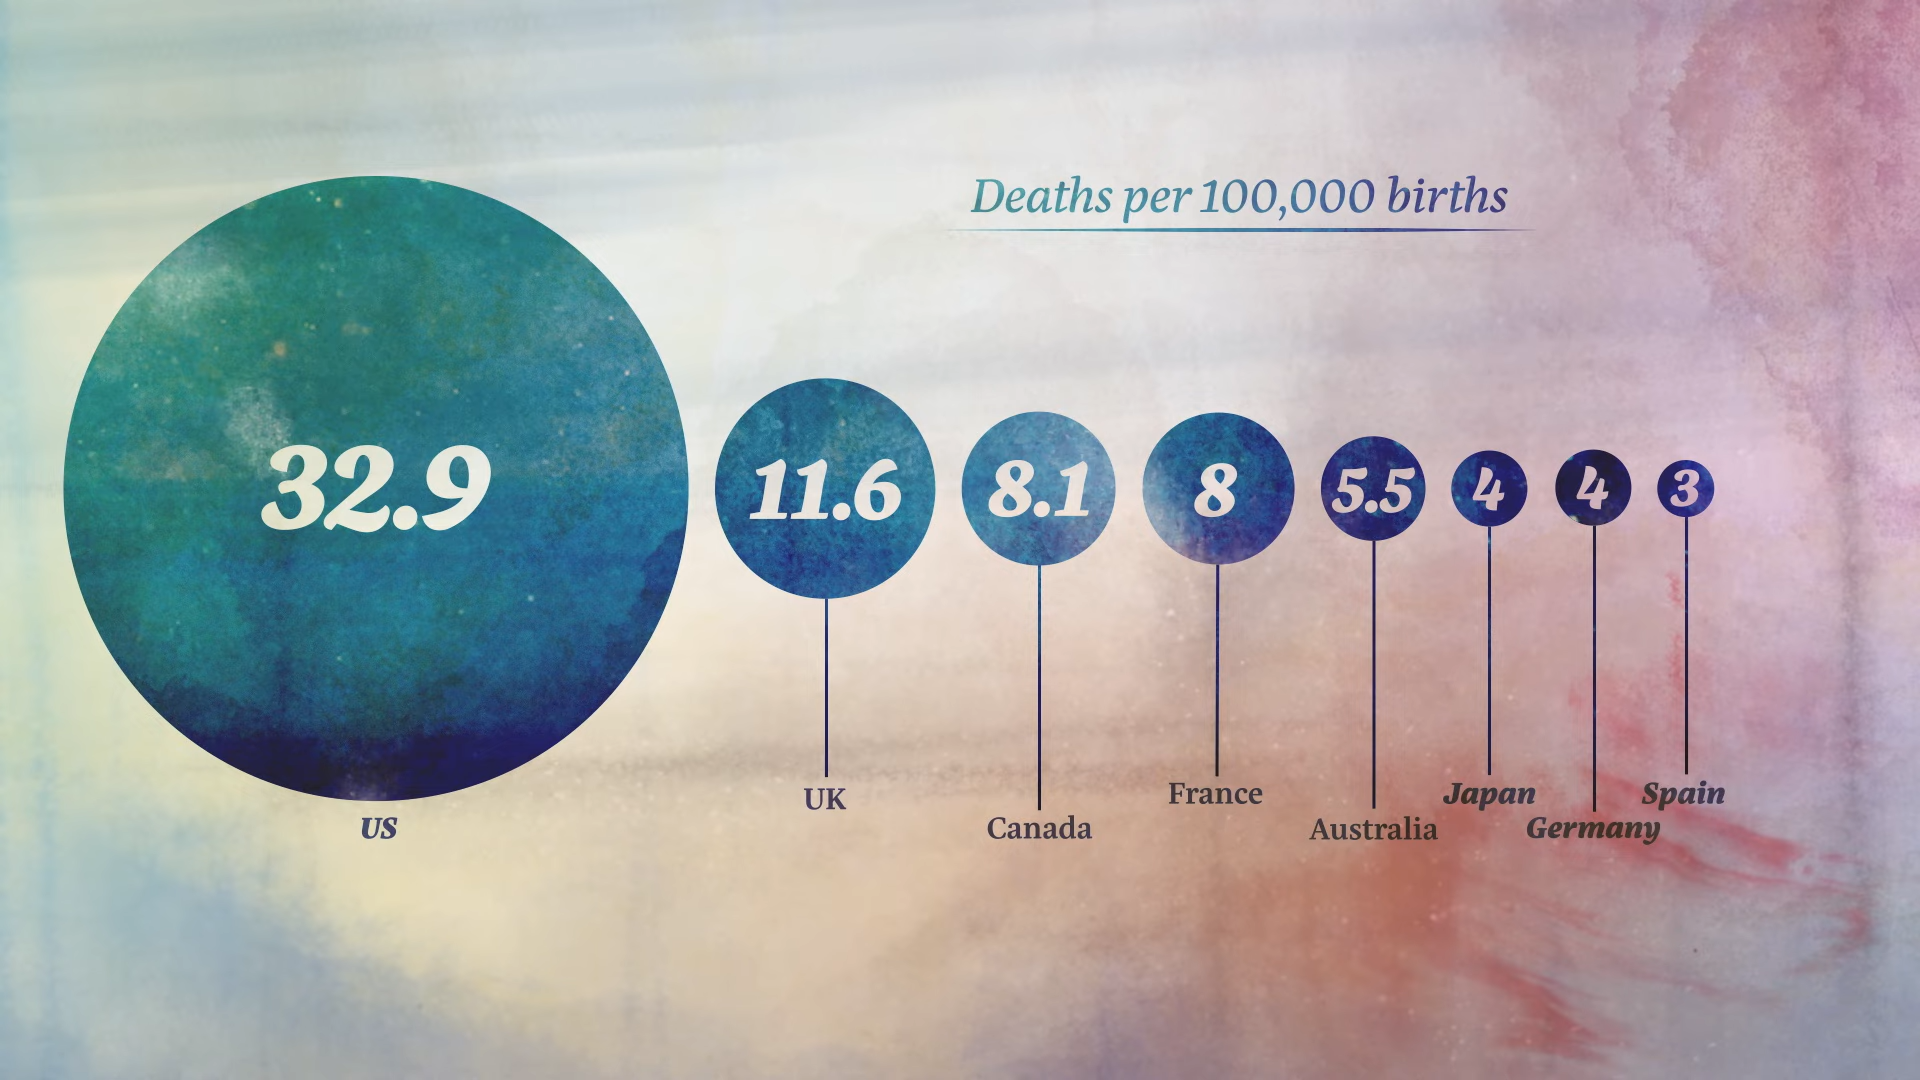 Deaths per 100,000 births
32.9
11.6
8.1
8
5.5
4
4
3
US
UK
Canada
France
Australia
Japan
Germany
Spain